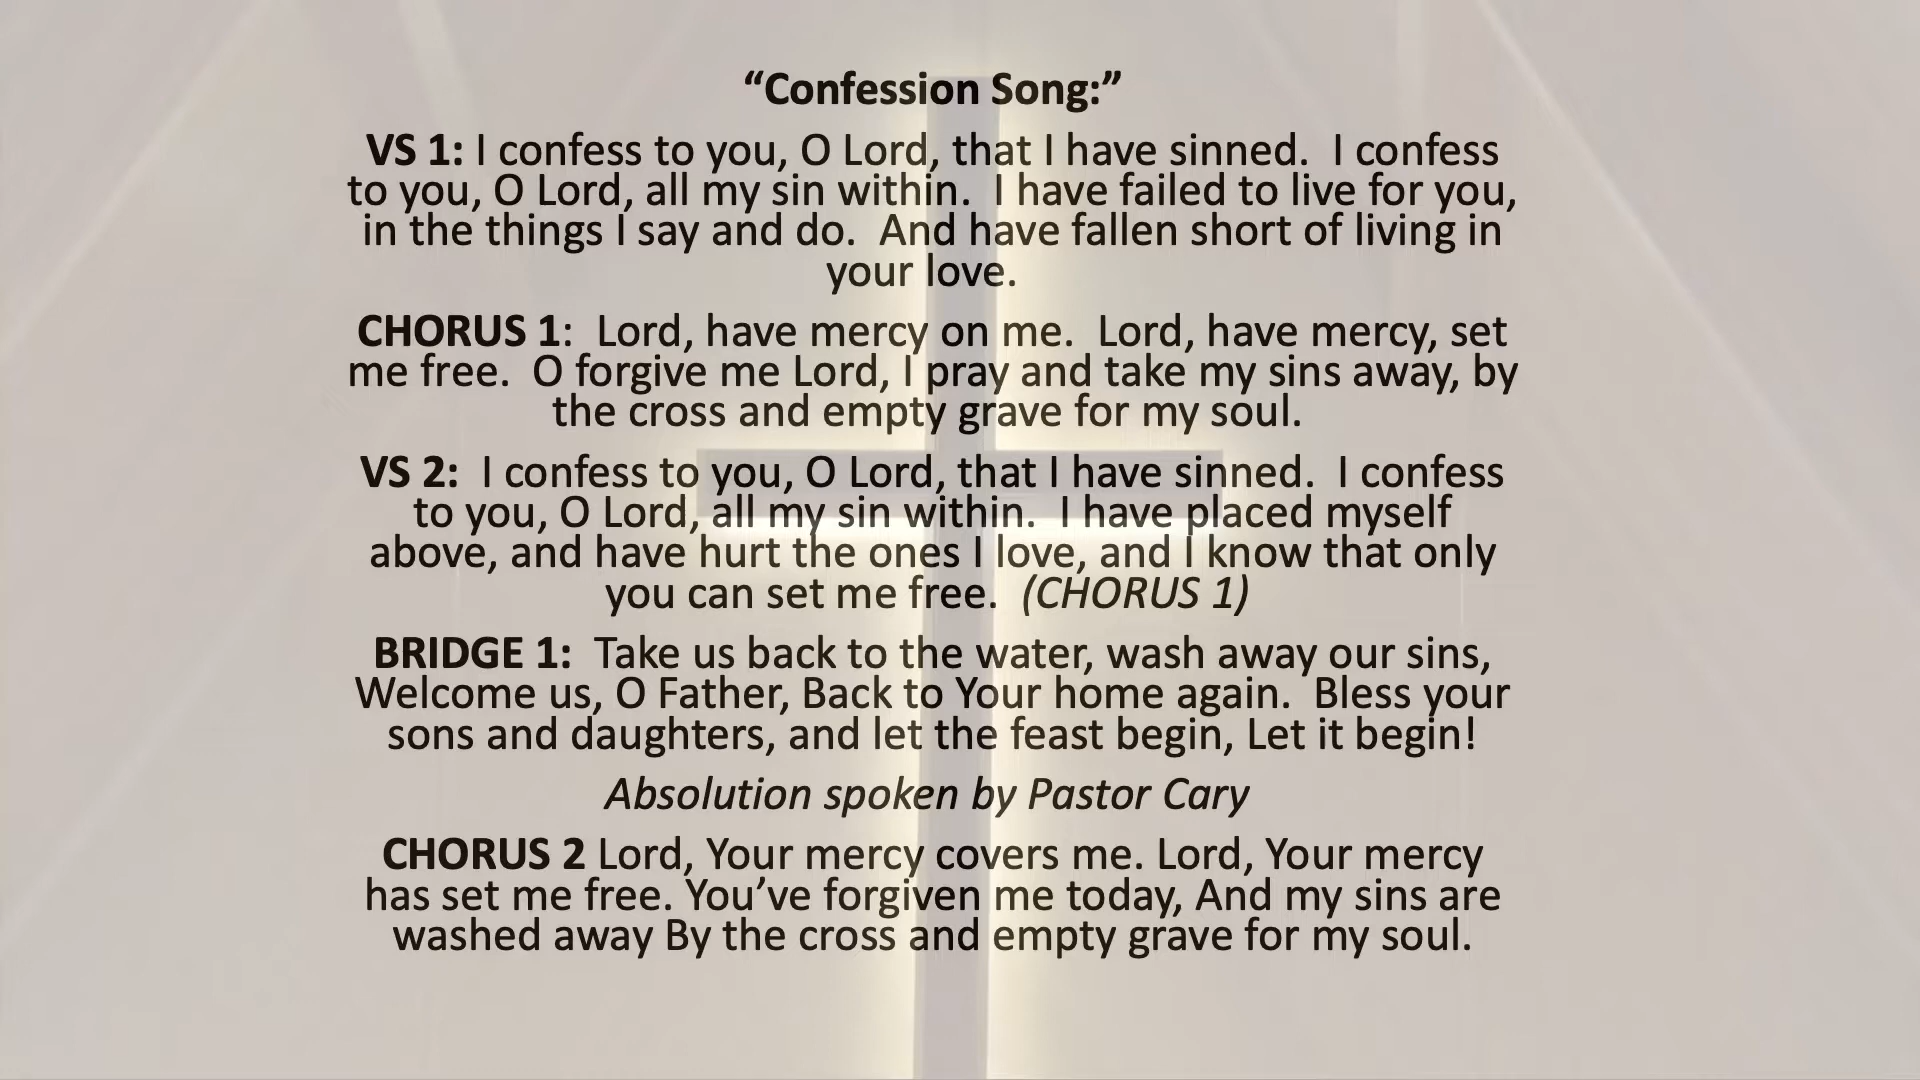 “Confession Song:”
VS 1: I confess to you, O Lord, that I have sinned.  I confess
to you, O Lord, all my sin within.  I have failed to live for you,
in the things I say and do.  And have fallen short of living in
your love.
CHORUS 1:  Lord, have mercy on me.  Lord, have mercy, set
me free.  O forgive me Lord, I pray and take my sins away, by
the cross and empty grave for my soul.
VS 2:  I confess to you, O Lord, that I have sinned.  I confess
to you, O Lord, all my sin within.  I have placed myself
above, and have hurt the ones I love, and I know that only
you can set me free.  (CHORUS 1)
BRIDGE 1:  Take us back to the water, wash away our sins,
Welcome us, O Father, Back to Your home again.  Bless your
sons and daughters, and let the feast begin, Let it begin!
Absolution spoken by Pastor Cary
CHORUS 2 Lord, Your mercy covers me. Lord, Your mercy
has set me free. You’ve forgiven me today, And my sins are
washed away By the cross and empty grave for my soul.